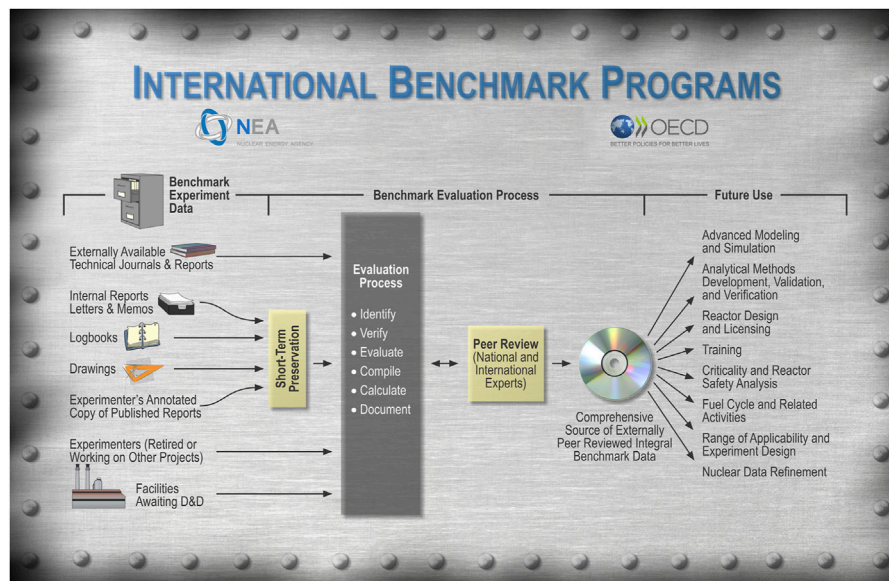 INTERNATIONAL BENCHMARK PROGRAMS
NEA
NUCLEAR ENERGY AGENCY
OECD
BETTER POLICIES FOR BETTER LIVES
Benchmark
Experiment
Data
Benchmark Evaluation Process
Future Use
Externally Available
Technical Journals & Reports
Internal Reports
Letters & Memos
Logbooks
Drawings
Experimenter's Annotated
Copy of Published Reports
Experimenters (Retired or
Working on Other Projects)
Facilities
Awaiting D&D
Short-Term
Preservation
Evaluation
Process
• Identify
• Verify
• Evaluate
• Compile
• Calculate
• Document
Peer Review
(National and
International
Experts)
Comprehensive
Source of Externally
Peer Reviewed Integral
Benchmark Data
Advanced Modeling
and Simulation
Analytical Methods
Development, Validation,
and Verification
Reactor Design
and Licensing
Training
Criticality and Reactor
Safety Analysis
Fuel Cycle and Related
Activities
Range of Applicability and
Experiment Design
Nuclear Data Refinement